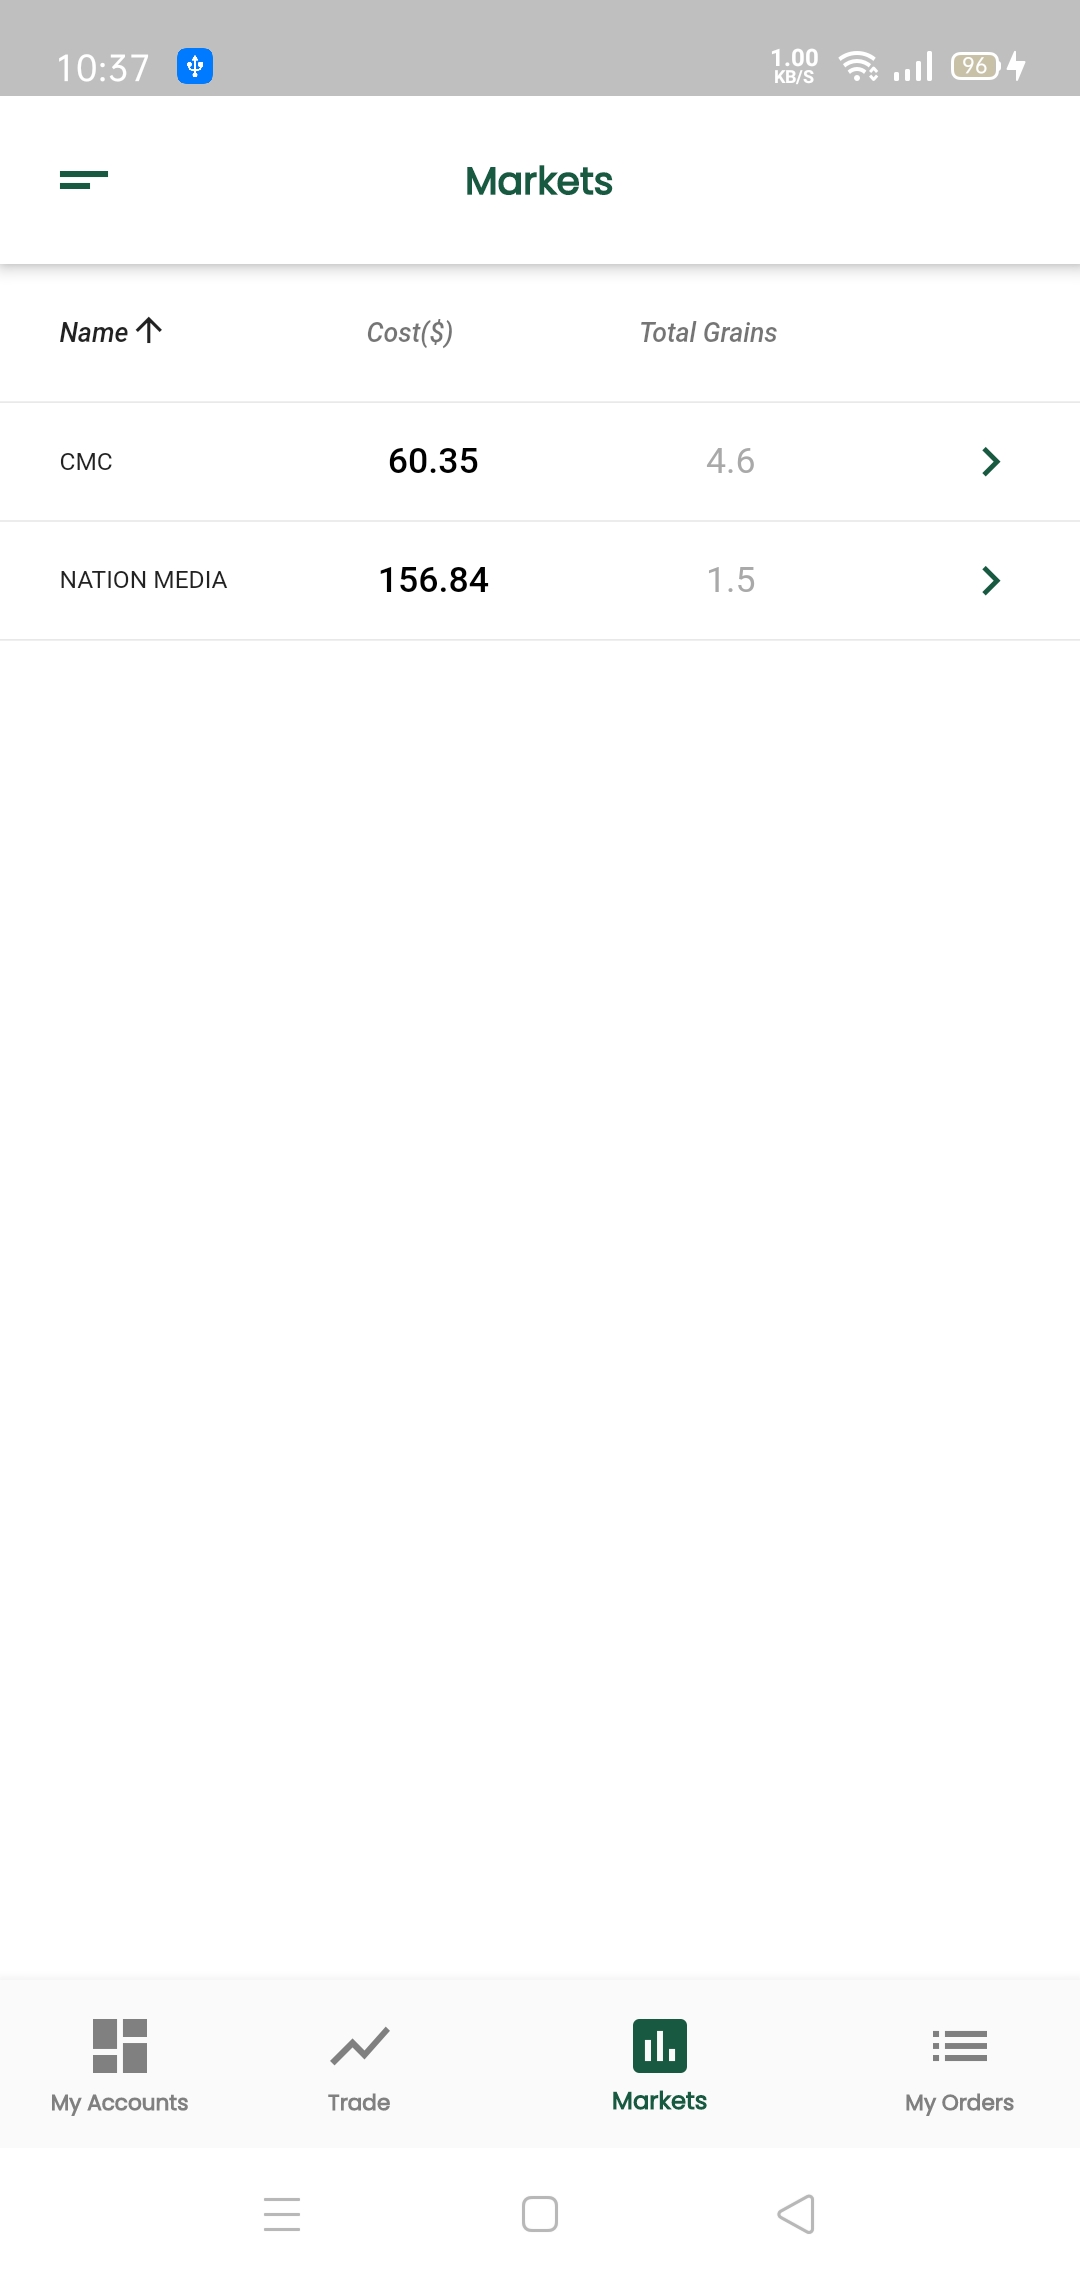 10:37 1.00 KB/S 96
Markets
Name Cost($) Total Grains
CMC 60.35 4.6
NATION MEDIA 156.84 1.5
My Accounts Trade Markets My Orders